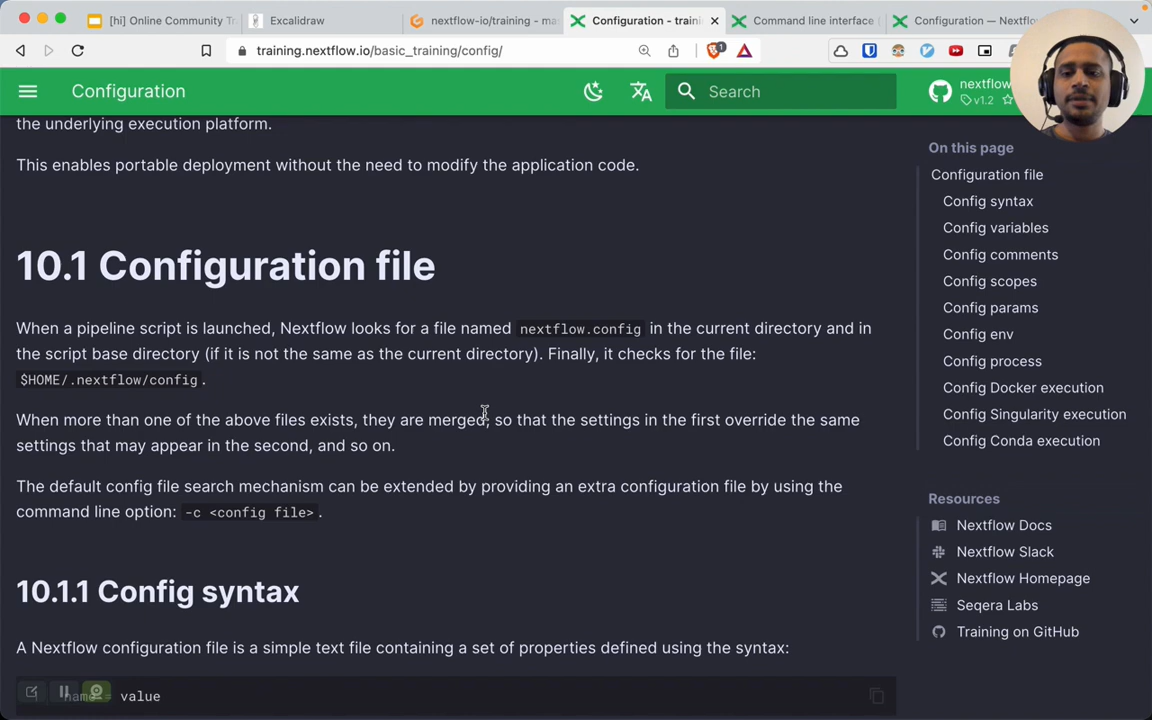 [hi] Online Community Tr
Excalidraw
nextflow-io/training - ma
Configuration - traini
Command line interface
Configuration — Nextflo
training.nextflow.io/basic_training/config/
1
Configuration
Search
nextflow
v1.2
the underlying execution platform.
This enables portable deployment without the need to modify the application code.
10.1 Configuration file
When a pipeline script is launched, Nextflow looks for a file named nextflow.config in the current directory and in
the script base directory (if it is not the same as the current directory). Finally, it checks for the file:
$HOME/.nextflow/config.
When more than one of the above files exists, they are merged, so that the settings in the first override the same
settings that may appear in the second, and so on.
The default config file search mechanism can be extended by providing an extra configuration file by using the
command line option: -c <config file>.
10.1.1 Config syntax
A Nextflow configuration file is a simple text file containing a set of properties defined using the syntax:
name = value
On this page
Configuration file
Config syntax
Config variables
Config comments
Config scopes
Config params
Config env
Config process
Config Docker execution
Config Singularity execution
Config Conda execution
Resources
Nextflow Docs
Nextflow Slack
Nextflow Homepage
Seqera Labs
Training on GitHub